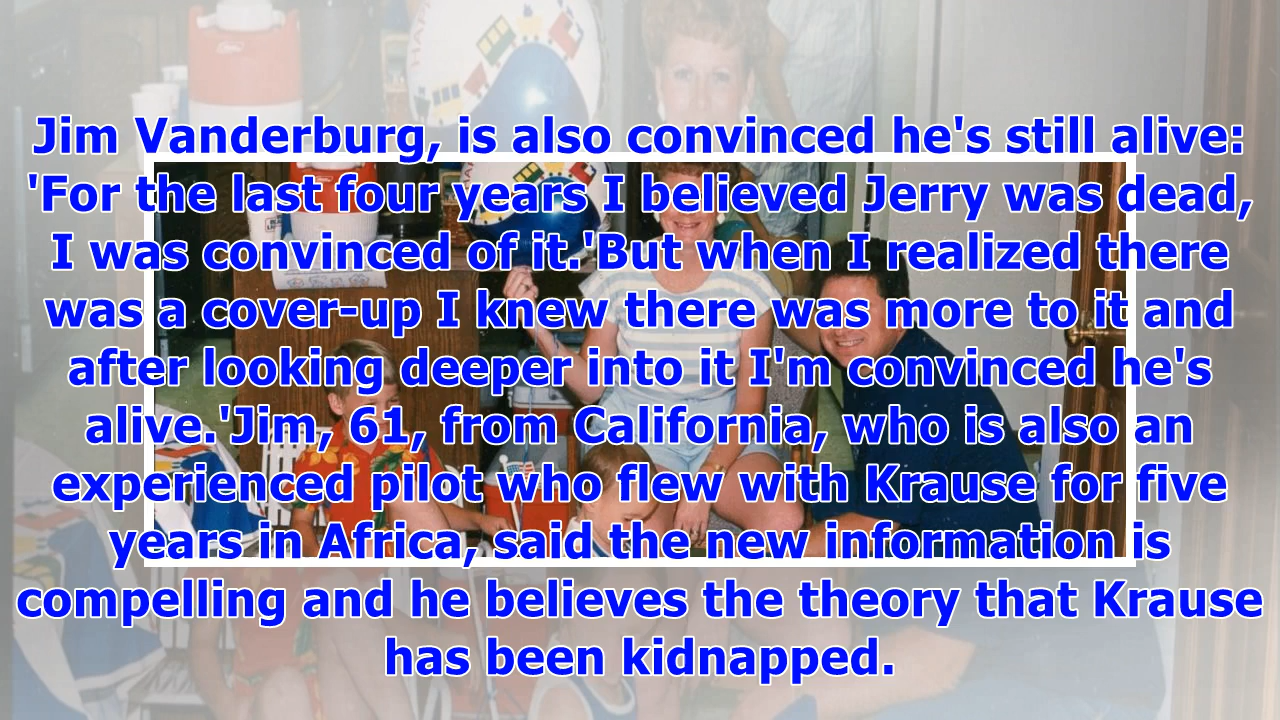 Jim Vanderburg, is also convinced he's still alive:
'For the last four years I believed Jerry was dead,
I was convinced of it.'But when I realized there
was a cover-up I knew there was more to it and
after looking deeper into it I'm convinced he's
alive.'Jim, 61, from California, who is also an
experienced pilot who flew with Krause for five
years in Africa, said the new information is
compelling and he believes the theory that Krause
has been kidnapped.